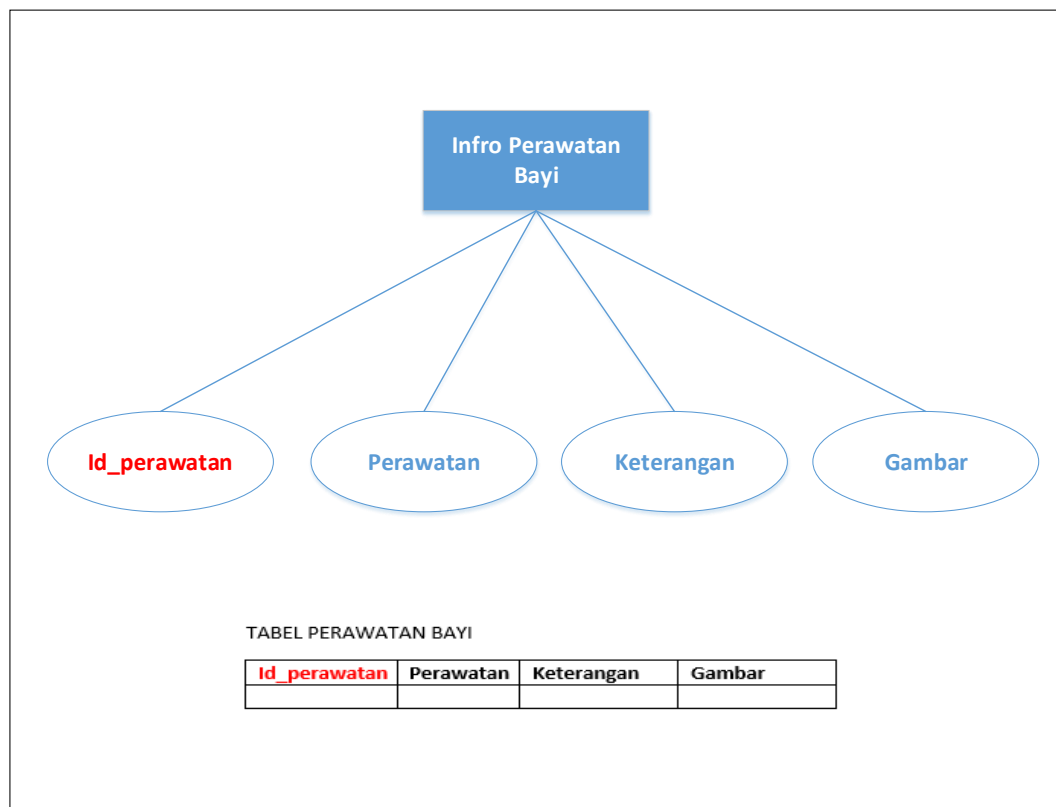 Infro Perawatan
Bayi
Id_perawatan
Perawatan
Keterangan
Gambar
TABEL PERAWATAN BAYI
Id_perawatan Perawatan Keterangan Gambar